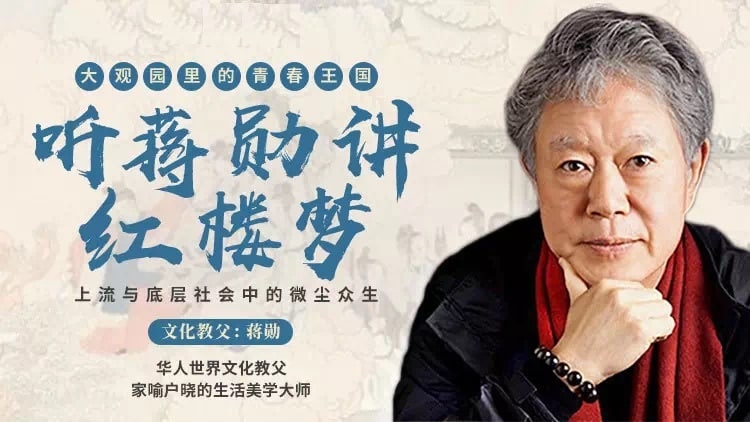 大观园里的青春王国
听蒋勋讲
红楼梦
上流与底层社会中的微尘众生
文化教父：蒋勋
华人世界文化教父
家喻户晓的生活美学大师